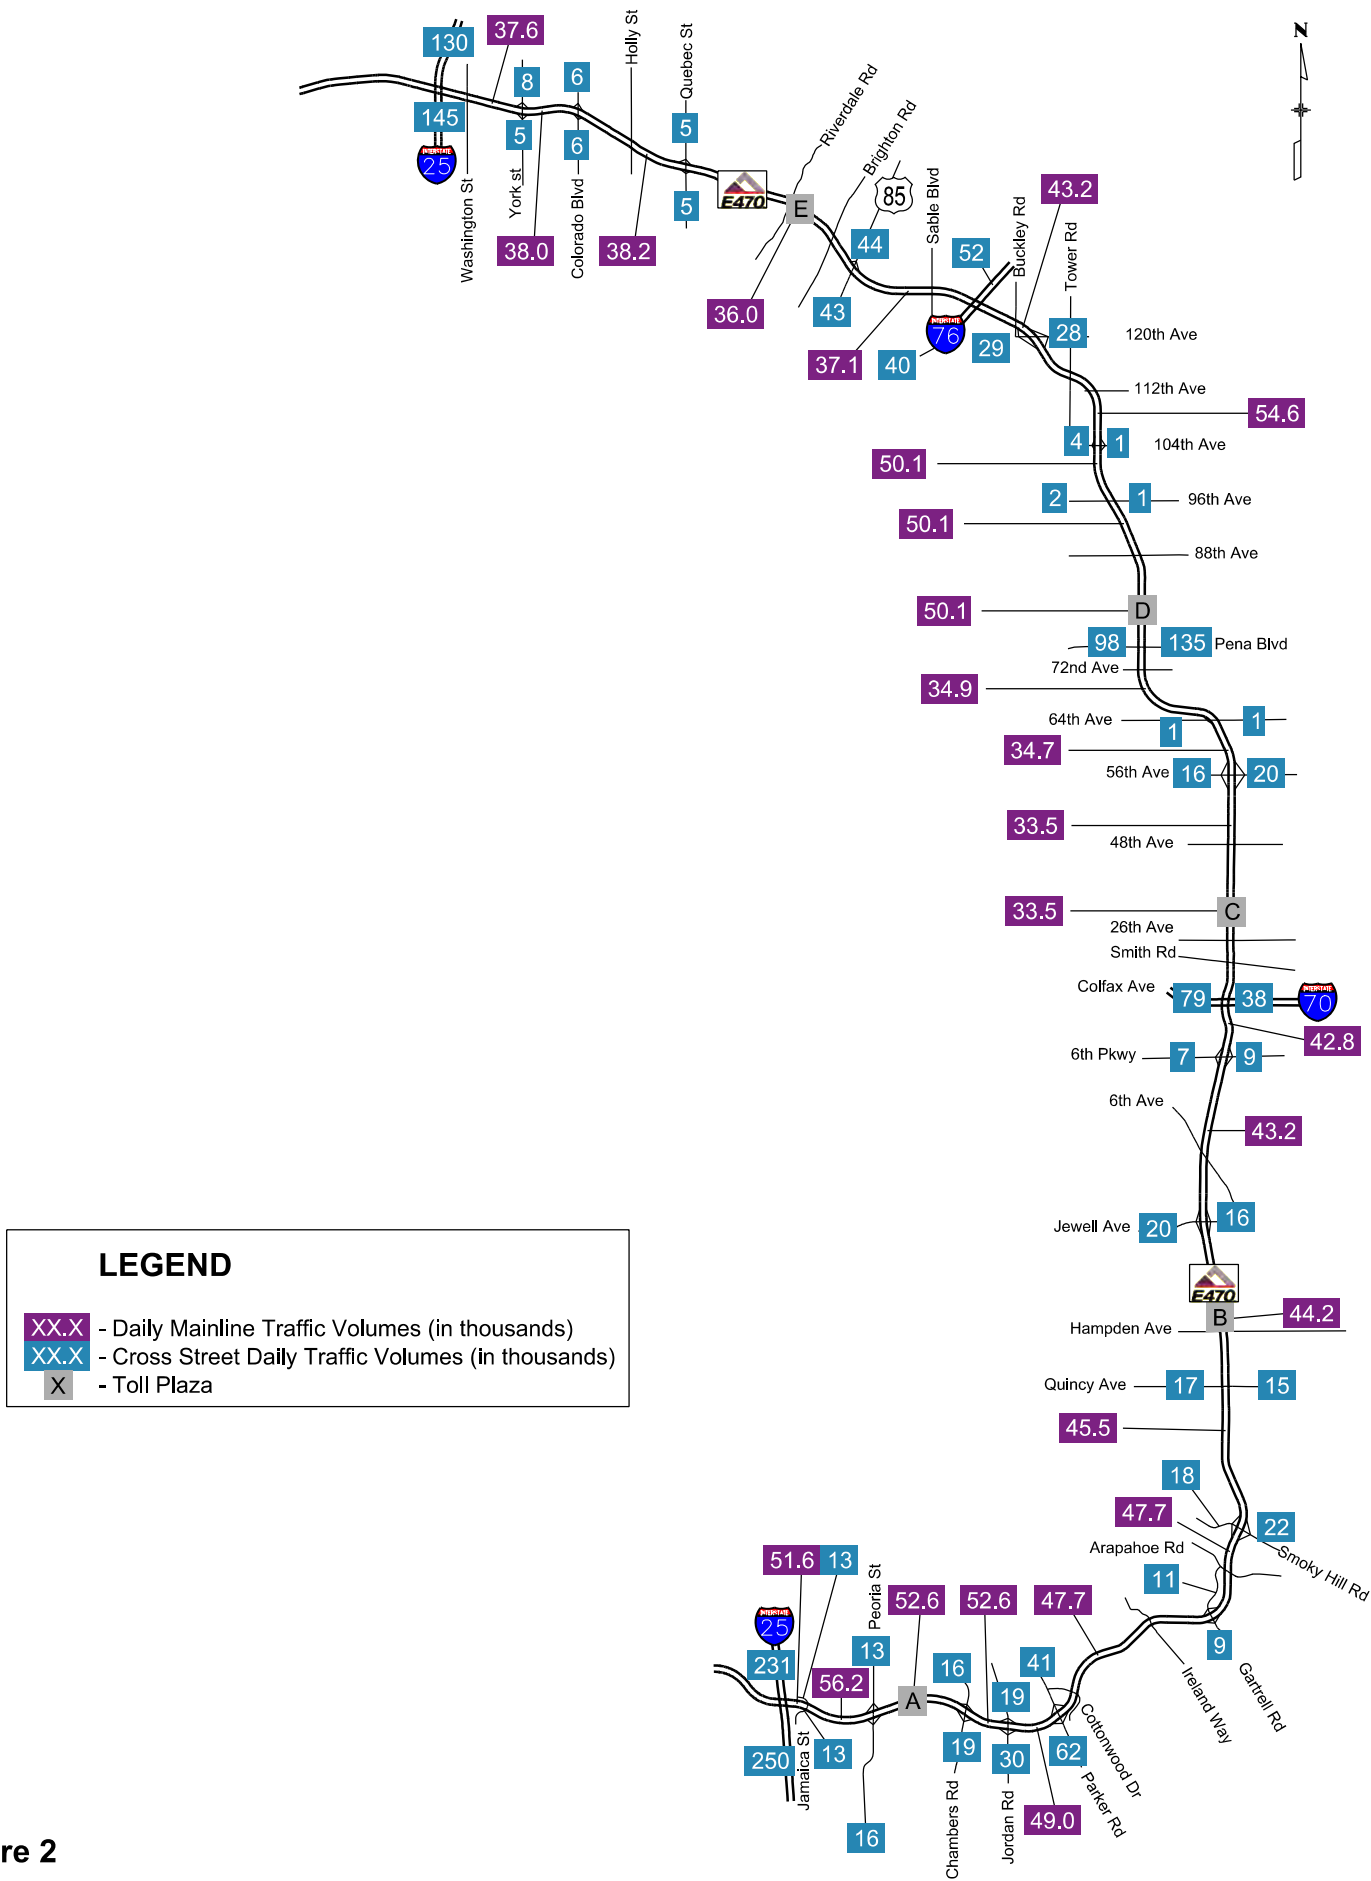 130
37.6
145
INTERSTATE
25
8
5
6
6
Holly St
Quebec St
5
5
Washington St
York st
38.0
Colorado Blvd
38.2
E470
E
Riverdale Rd
Brighton Rd
85
44
43
36.0
Sable Blvd
52
37.1
INTERSTATE
76
40
29
Buckley Rd
43.2
Tower Rd
28
120th Ave
112th Ave
54.6
4
1
104th Ave
50.1
2
1
96th Ave
50.1
88th Ave
50.1
D
98
135
Pena Blvd
72nd Ave
34.9
64th Ave
1
1
34.7
56th Ave
16
20
33.5
48th Ave
33.5
C
26th Ave
Smith Rd
Colfax Ave
79
38
INTERSTATE
70
42.8
6th Pkwy
7
9
6th Ave
43.2
Jewell Ave
20
16
E470
B
44.2
Hampden Ave
Quincy Ave
17
15
45.5
18
47.7
22
Smoky Hill Rd
Arapahoe Rd
11
9
Gartrell Rd
Ireland Way
LEGEND
XX.X - Daily Mainline Traffic Volumes (in thousands)
XX.X - Cross Street Daily Traffic Volumes (in thousands)
X - Toll Plaza
51.6
13
Peoria St
52.6
52.6
47.7
INTERSTATE
25
231
56.2
13
A
16
19
41
250
Jamaica St
13
16
19
Chambers Rd
30
Jordan Rd
62
49.0
Cottonwood Dr
Parker Rd
re 2
N